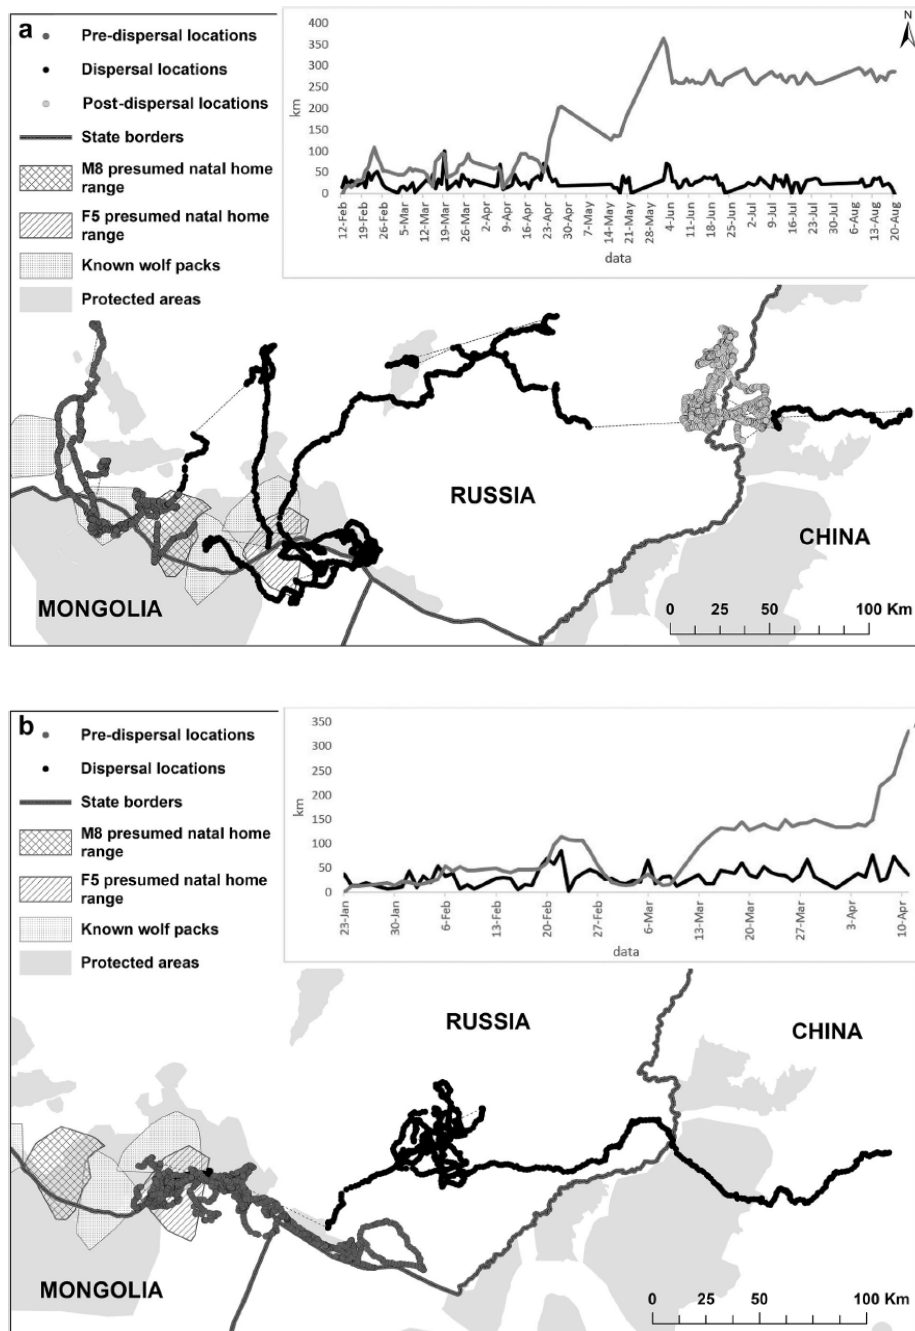 a
Pre-dispersal locations
Dispersal locations
Post-dispersal locations
State borders
M8 presumed natal home
range
F5 presumed natal home
range
Known wolf packs
Protected areas
400
350
300
250
200
150
100
50
0
km
12-Feb
19-Feb
26-Feb
5-Mar
12-Mar
19-Mar
26-Mar
2-Apr
9-Apr
16-Apr
23-Apr
30-Apr
7-May
14-May
21-May
28-May
4-Jun
11-Jun
18-Jun
25-Jun
2-Jul
9-Jul
16-Jul
23-Jul
30-Jul
6-Aug
13-Aug
20-Aug
data
N
RUSSIA
CHINA
MONGOLIA
0 25 50 100 Km
b
Pre-dispersal locations
Dispersal locations
State borders
M8 presumed natal home
range
F5 presumed natal home
range
Known wolf packs
Protected areas
350
300
250
200
150
100
50
0
km
23-Jan
30-Jan
6-Feb
13-Feb
20-Feb
27-Feb
6-Mar
13-Mar
20-Mar
27-Mar
3-Apr
10-Apr
data
RUSSIA
CHINA
MONGOLIA
0 25 50 100 Km